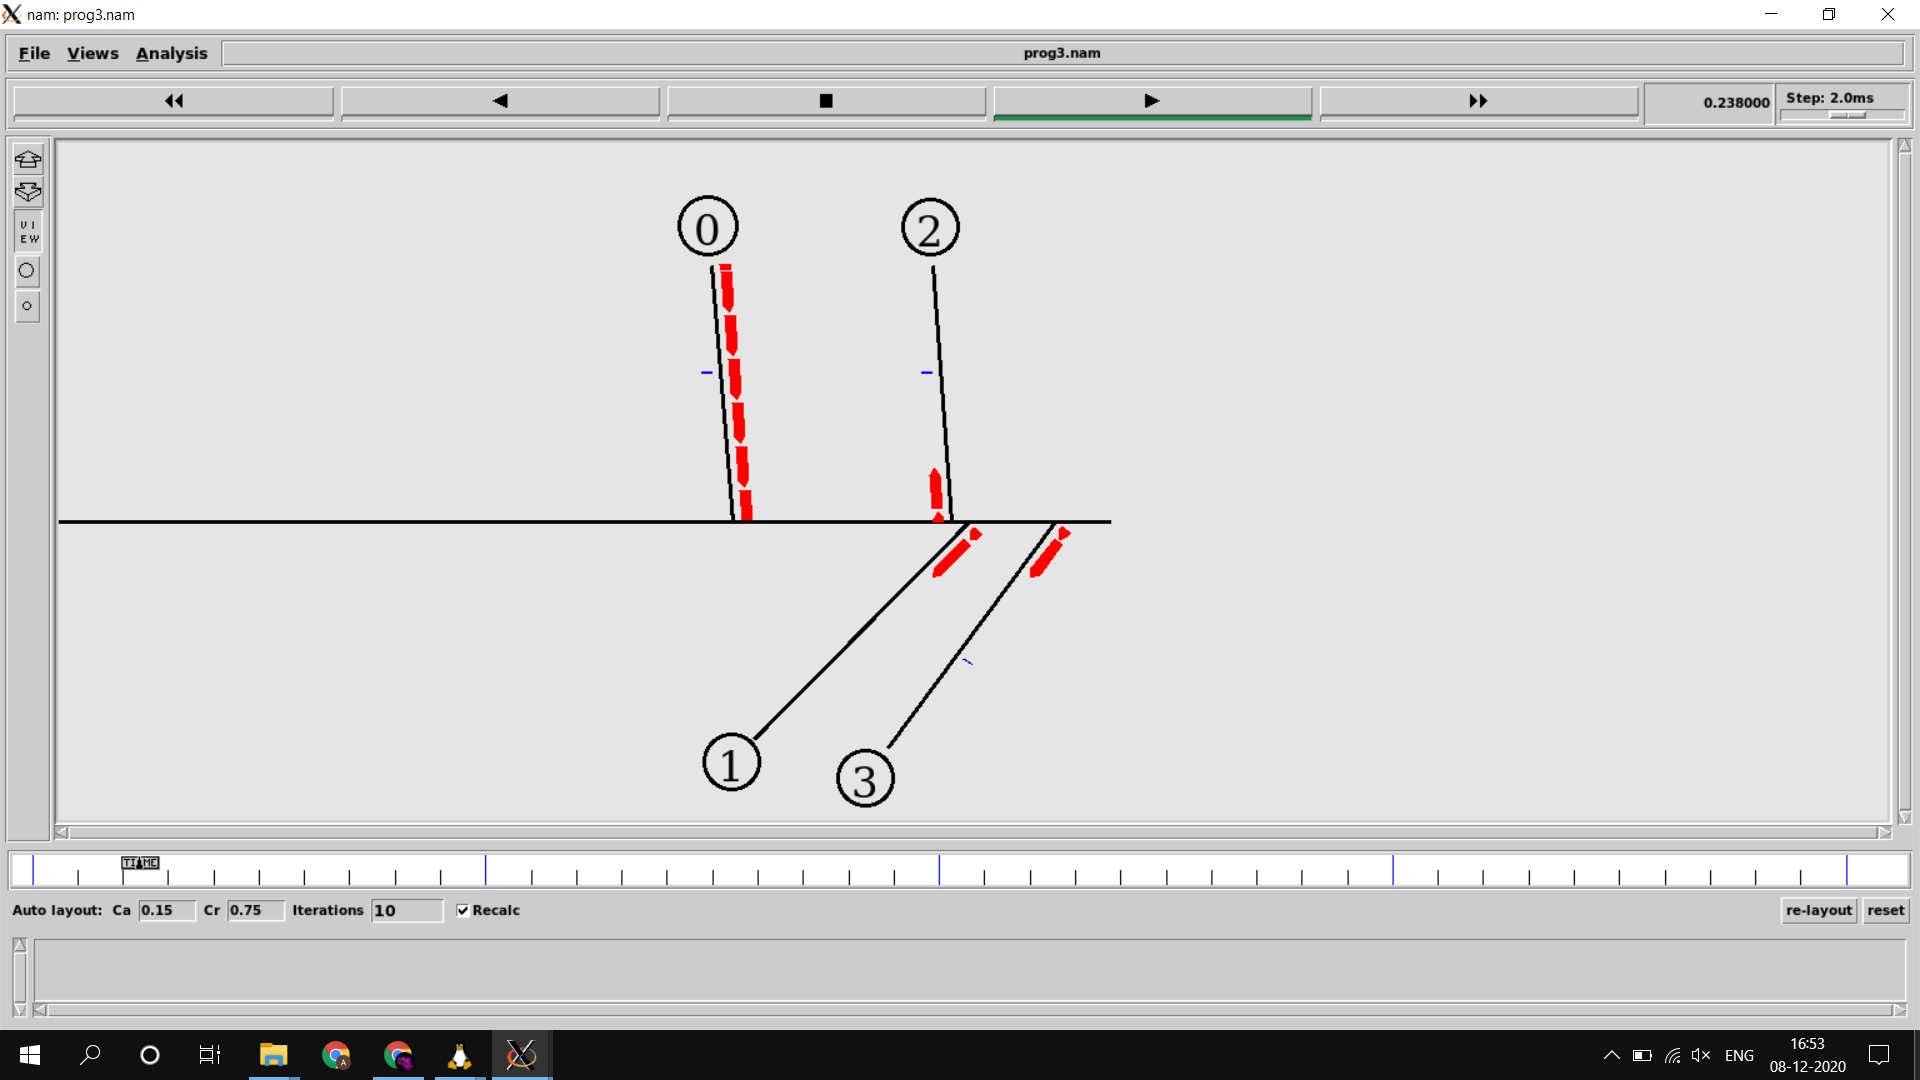 nam: prog3.nam
File Views Analysis prog3.nam
0.238000 Step: 2.0ms
VI
EW
0 2
1 3
TIME
Auto layout: Ca 0.15 Cr 0.75 Iterations 10 Recalc re-layout reset
A
ENG 16:53
08-12-2020